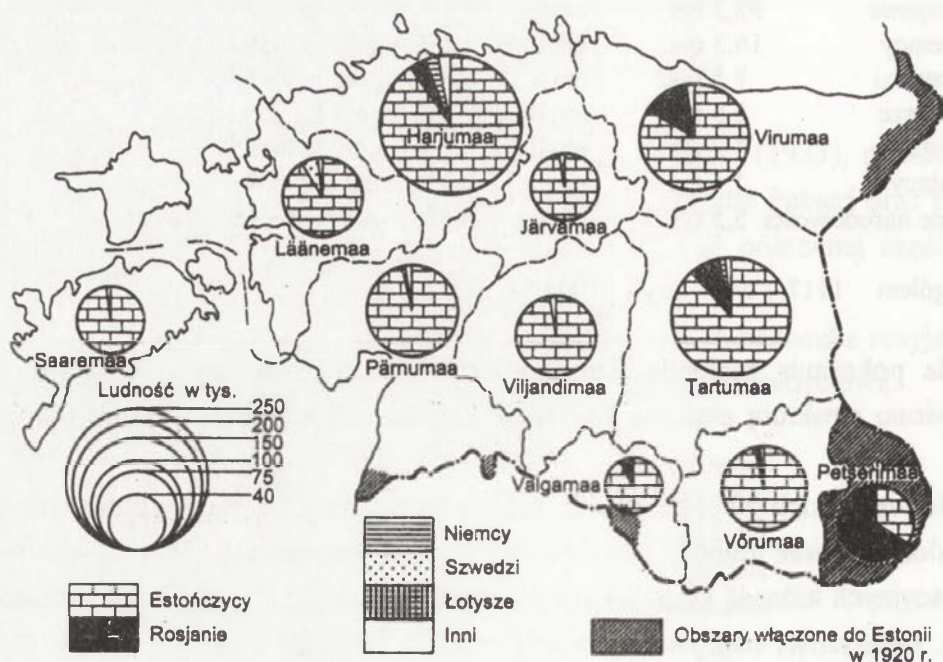 Harjumaa
Virumaa
Läänemaa
Järvamaa
Saaremaa
Pärnumaa
Viljandimaa
Tartumaa
Valgamaa
Võrumaa
Petserimaa
Ludność w tys.
250
200
150
100
75
40
Estończycy
Rosjanie
Niemcy
Szwedzi
Łotysze
Inni
Obszary włączone do Estonii
w 1920 r.